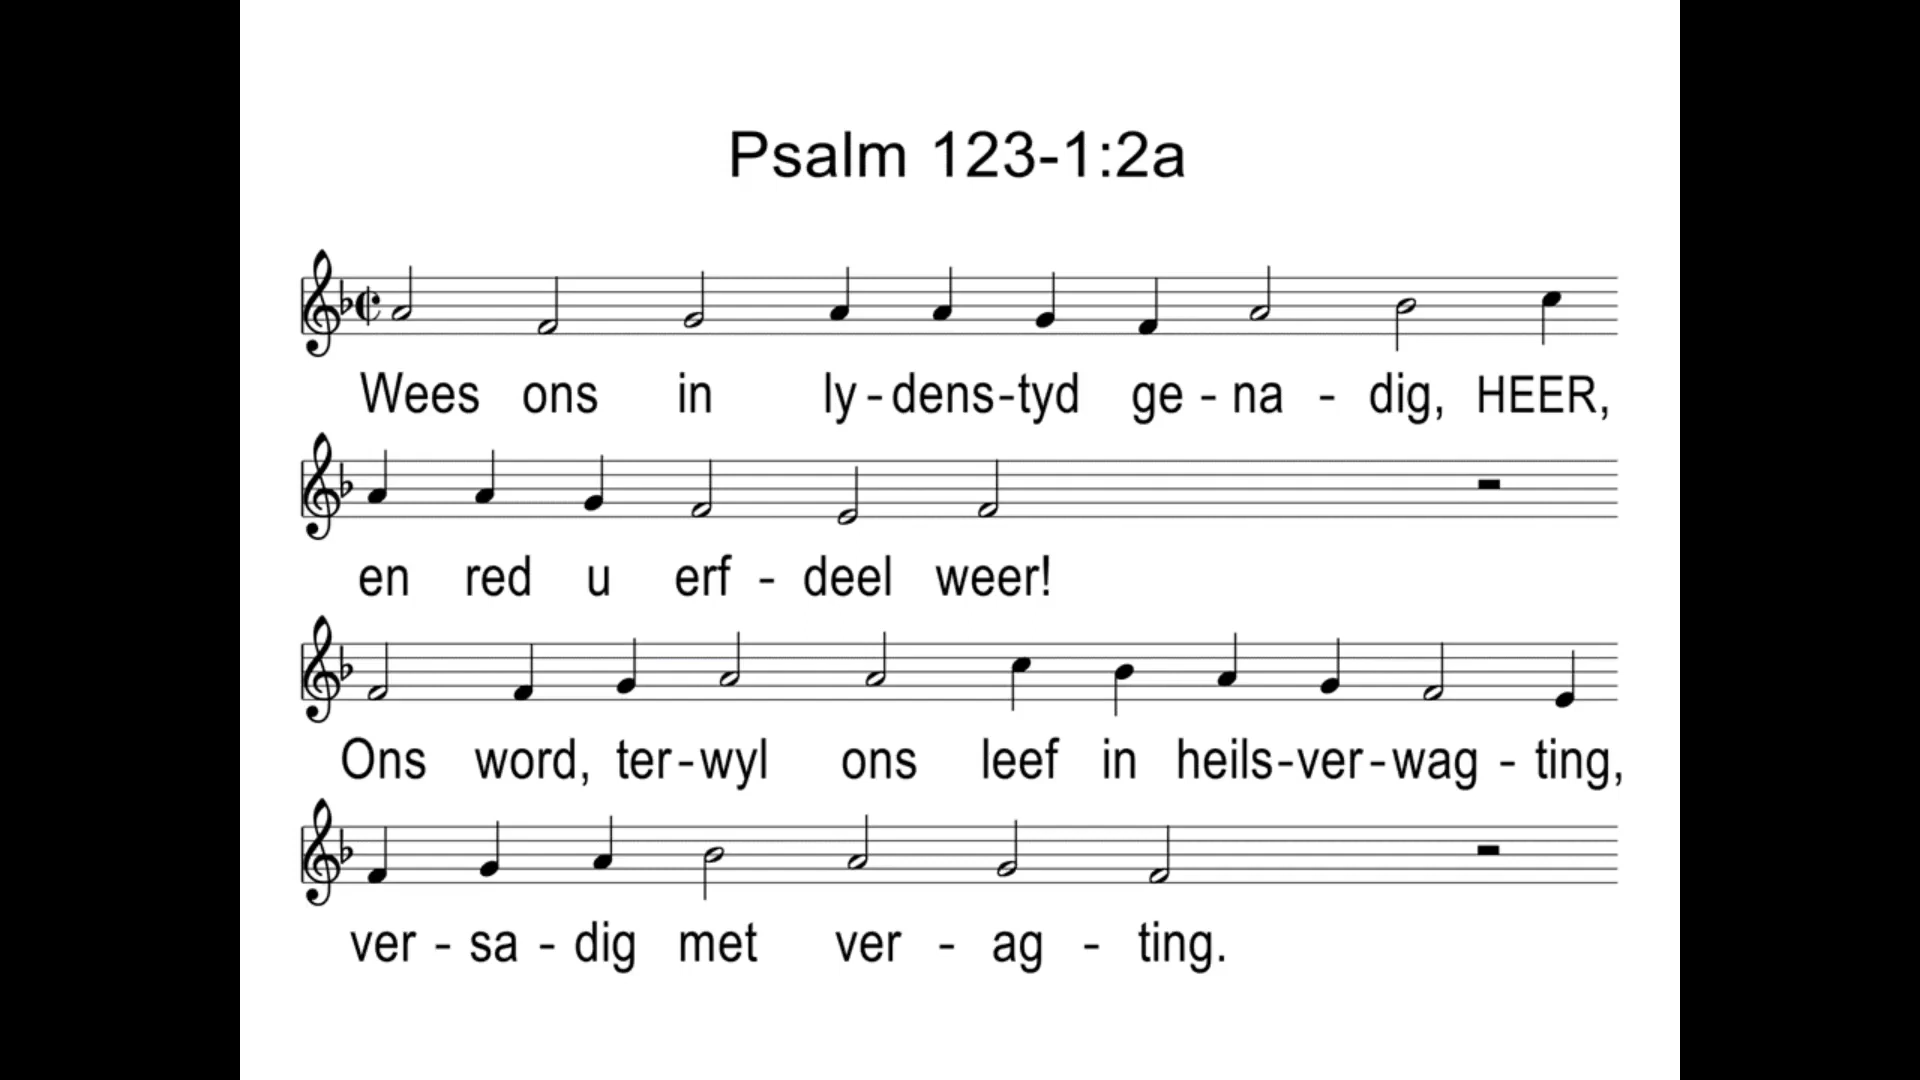 Psalm 123-1:2a
Wees ons in ly-dens-tyd ge-na-dig, HEER,
en red u erf-deel weer!
Ons word, ter-wyl ons leef in heils-ver-wag-ting,
ver-sa-dig met ver-ag-ting.